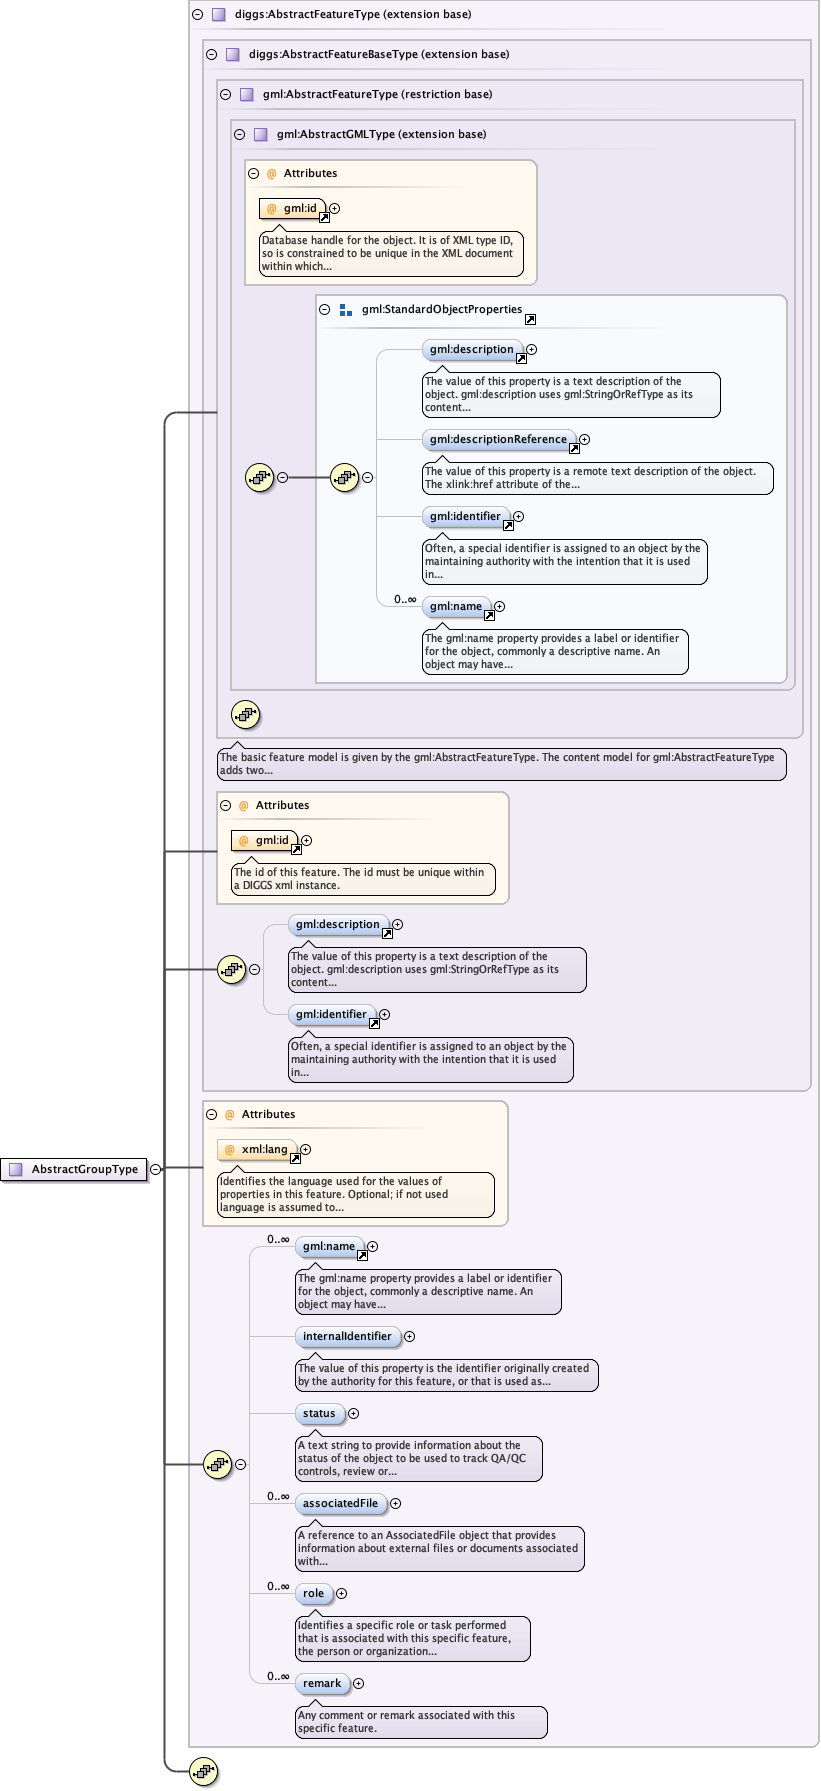 diggs:AbstractFeatureType (extension base)
diggs:AbstractFeatureBaseType (extension base)
gml:AbstractFeatureType (restriction base)
gml:AbstractGMLType (extension base)
@ Attributes
@ gml:id
Database handle for the object. It is of XML type ID,
so is constrained to be unique in the XML document
within which...
gml:StandardObjectProperties
gml:description
The value of this property is a text description of the
object. gml:description uses gml:StringOrRefType as its
content...
gml:descriptionReference
The value of this property is a remote text description of the object.
The xlink:href attribute of the...
gml:identifier
Often, a special identifier is assigned to an object by the
maintaining authority with the intention that it is used
in...
0..∞
gml:name
The gml:name property provides a label or identifier
for the object, commonly a descriptive name. An
object may have...
The basic feature model is given by the gml:AbstractFeatureType. The content model for gml:AbstractFeatureType
adds two...
@ Attributes
@ gml:id
The id of this feature. The id must be unique within
a DIGGS xml instance.
gml:description
The value of this property is a text description of the
object. gml:description uses gml:StringOrRefType as its
content...
gml:identifier
Often, a special identifier is assigned to an object by the
maintaining authority with the intention that it is used
in...
@ Attributes
@ xml:lang
AbstractGroupType
Identifies the language used for the values of
properties in this feature. Optional; if not used
language is assumed to...
0..∞
gml:name
The gml:name property provides a label or identifier
for the object, commonly a descriptive name. An
object may have...
internalIdentifier
The value of this property is the identifier originally created
by the authority for this feature, or that is used as...
status
A text string to provide information about the
status of the object to be used to track QA/QC
controls, review or...
0..∞
associatedFile
A reference to an AssociatedFile object that provides
information about external files or documents associated
with...
0..∞
role
Identifies a specific role or task performed
that is associated with this specific feature,
the person or organization...
0..∞
remark
Any comment or remark associated with this
specific feature.